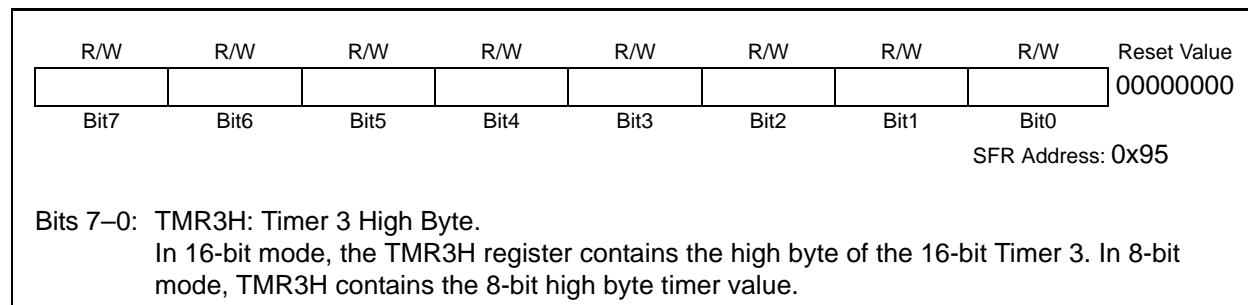 R/W R/W R/W R/W R/W R/W R/W R/W Reset Value
00000000
Bit7 Bit6 Bit5 Bit4 Bit3 Bit2 Bit1 Bit0
SFR Address: 0x95
Bits 7–0: TMR3H: Timer 3 High Byte.
In 16-bit mode, the TMR3H register contains the high byte of the 16-bit Timer 3. In 8-bit
mode, TMR3H contains the 8-bit high byte timer value.